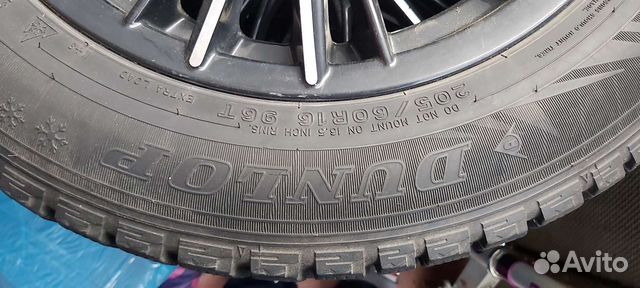 DUNLOP
205/60R16 96T
DO NOT MOUNT ON 15.5 INCH RIMS.
EXTRA LOAD
Avito